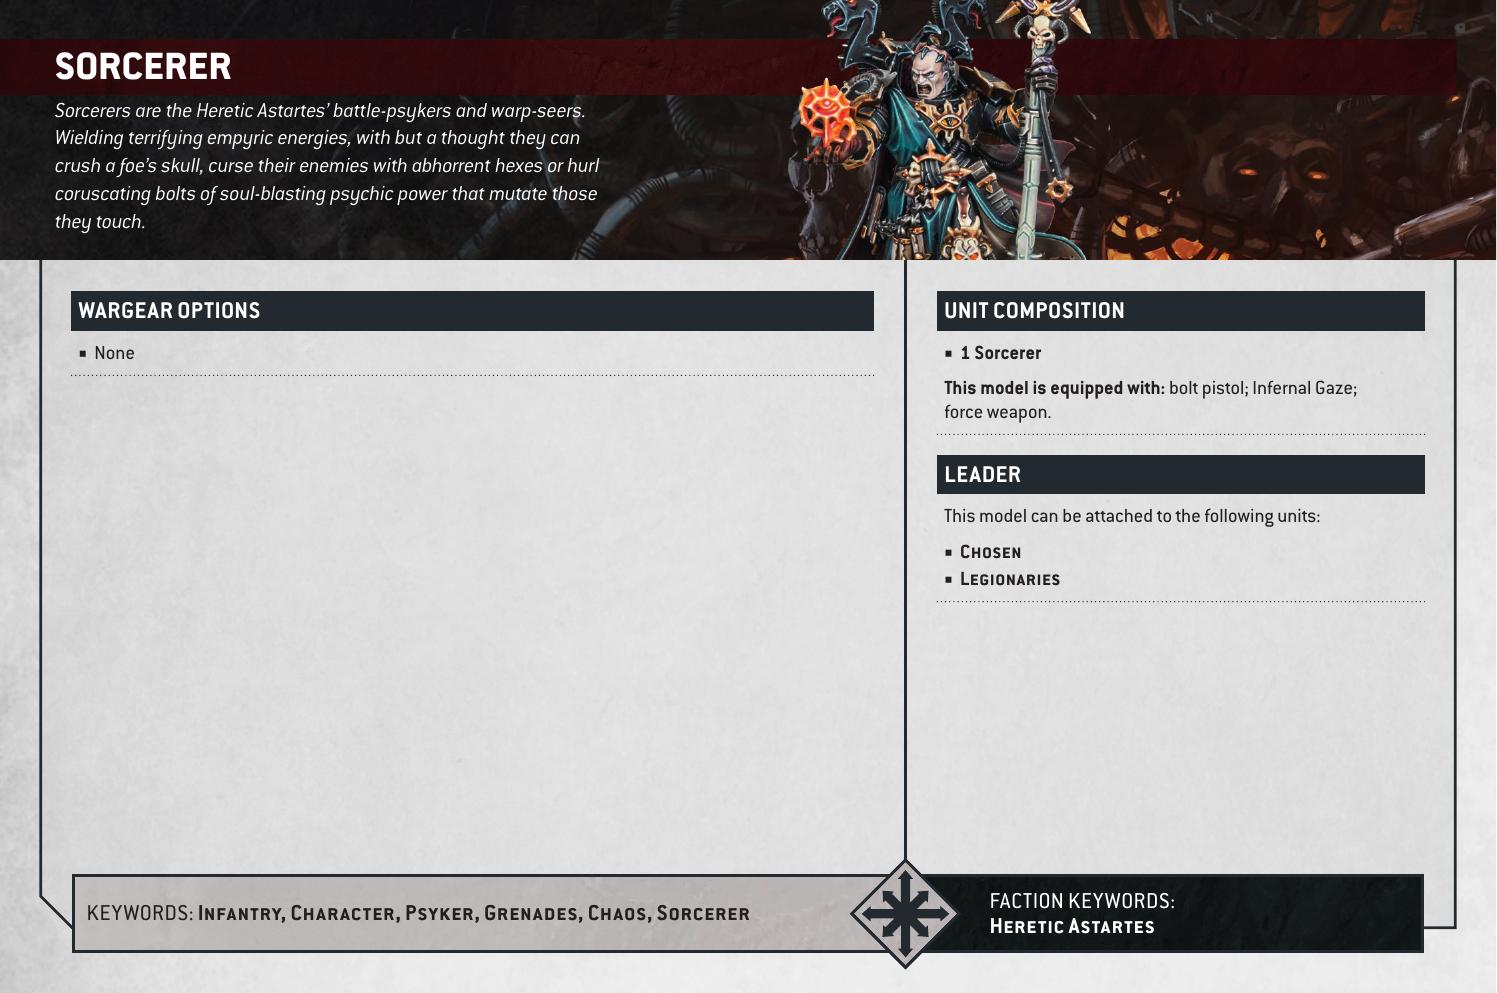 SORCERER
Sorcerers are the Heretic Astartes’ battle-psykers and warp-seers.
Wielding terrifying empyric energies, with but a thought they can
crush a foe’s skull, curse their enemies with abhorrent hexes or hurl
coruscating bolts of soul-blasting psychic power that mutate those
they touch.
WARGEAR OPTIONS
■ None
UNIT COMPOSITION
■ 1 Sorcerer
This model is equipped with: bolt pistol; Infernal Gaze;
force weapon.
LEADER
This model can be attached to the following units:
■ Chosen
■ Legionaries
KEYWORDS: Infantry, Character, Psyker, Grenades, Chaos, Sorcerer
FACTION KEYWORDS:
Heretic Astartes